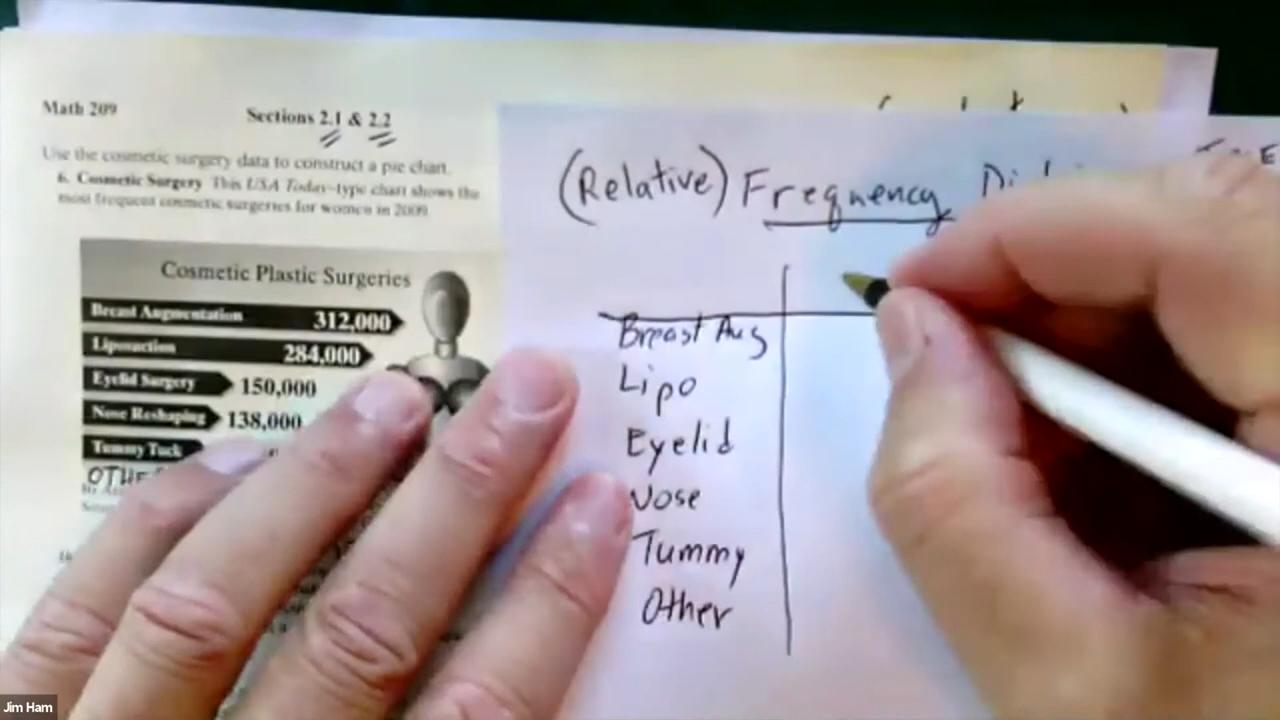 Math 209
Sections 2.1 & 2.2
Use the cosmetic surgery data to construct a pie chart.
6. Cosmetic Surgery This USA Today-type chart shows the
most frequent cosmetic surgeries for women in 2009.
Cosmetic Plastic Surgeries
Breast Augmentation 312,000
Liposuction 284,000
Eyelid Surgery 150,000
Nose Reshaping 138,000
Tummy Tuck
OTHE
(Relative) Frequency
Breast Aug
Lipo
Eyelid
Nose
Tummy
Other
Jim Ham